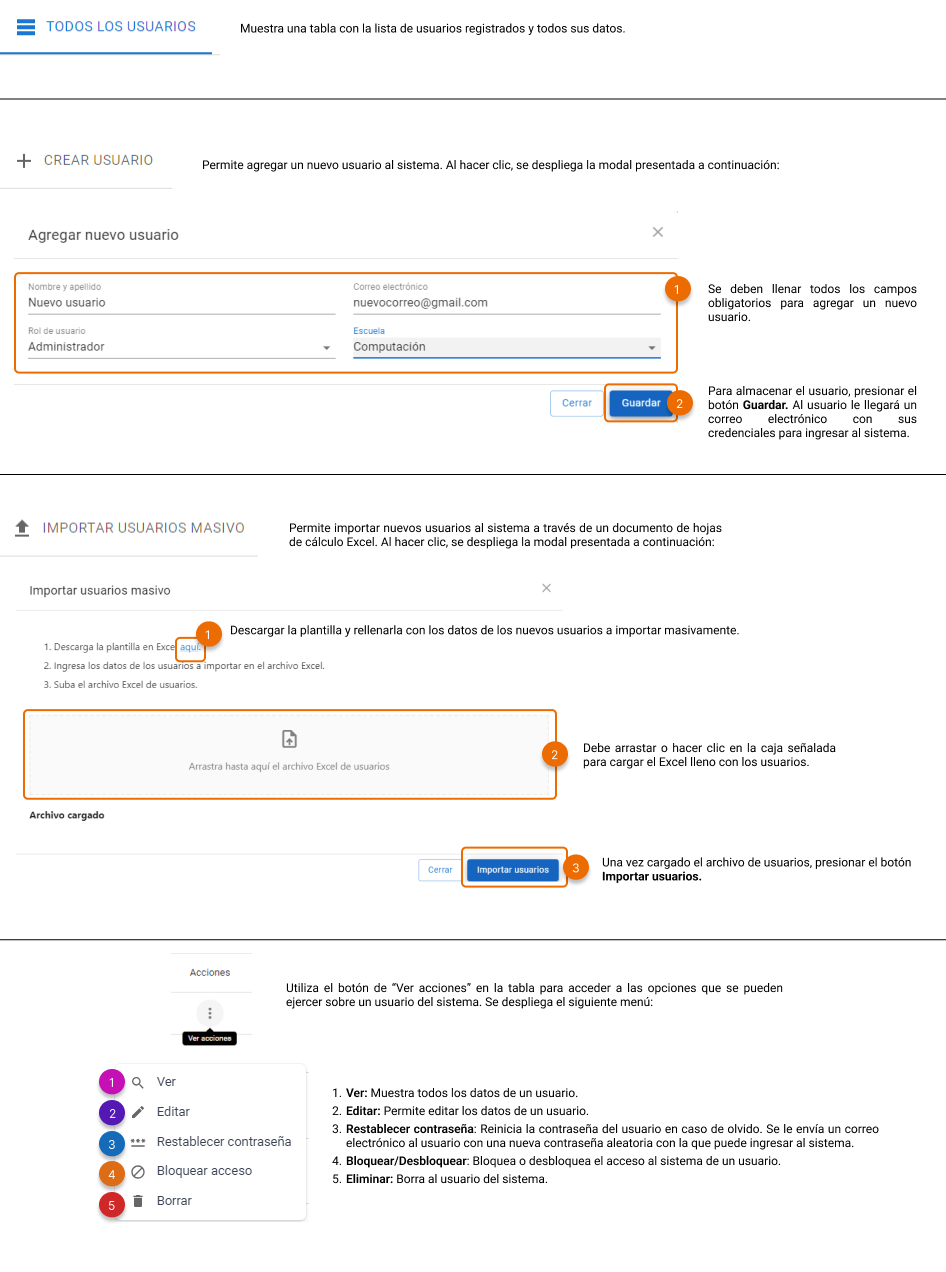 TODOS LOS USUARIOS
Muestra una tabla con la lista de usuarios registrados y todos sus datos.
CREAR USUARIO
Permite agregar un nuevo usuario al sistema. Al hacer clic, se despliega la modal presentada a continuación:
Agregar nuevo usuario
Nombre y apellido
Nuevo usuario
Correo electrónico
nuevocorreo@gmail.com
Rol de usuario
Administrador
Escuela
Computación
1
Se deben llenar todos los campos
obligatorios para agregar un nuevo
usuario.
Cerrar
Guardar
2
Para almacenar el usuario, presionar el
botón Guardar. Al usuario le llegará un
correo electrónico con sus
credenciales para ingresar al sistema.
IMPORTAR USUARIOS MASIVO
Permite importar nuevos usuarios al sistema a través de un documento de hojas
de cálculo Excel. Al hacer clic, se despliega la modal presentada a continuación:
Importar usuarios masivo
1
Descargar la plantilla y rellenarla con los datos de los nuevos usuarios a importar masivamente.
1. Descarga la plantilla en Excel aquí.
2. Ingresa los datos de los usuarios a importar en el archivo Excel.
3. Suba el archivo Excel de usuarios.
Arrastra hasta aquí el archivo Excel de usuarios
2
Debe arrastar o hacer clic en la caja señalada
para cargar el Excel lleno con los usuarios.
Archivo cargado
Cerrar
Importar usuarios
3
Una vez cargado el archivo de usuarios, presionar el botón
Importar usuarios.
Acciones
Ver acciones
Utiliza el botón de “Ver acciones” en la tabla para acceder a las opciones que se pueden
ejercer sobre un usuario del sistema. Se despliega el siguiente menú:
1 Ver
2 Editar
3 Restablecer contraseña
4 Bloquear acceso
5 Borrar
1. Ver: Muestra todos los datos de un usuario.
2. Editar: Permite editar los datos de un usuario.
3. Restablecer contraseña: Reinicia la contraseña del usuario en caso de olvido. Se le envía un correo
electrónico al usuario con una nueva contraseña aleatoria con la que puede ingresar al sistema.
4. Bloquear/Desbloquear: Bloquea o desbloquea el acceso al sistema de un usuario.
5. Eliminar: Borra al usuario del sistema.